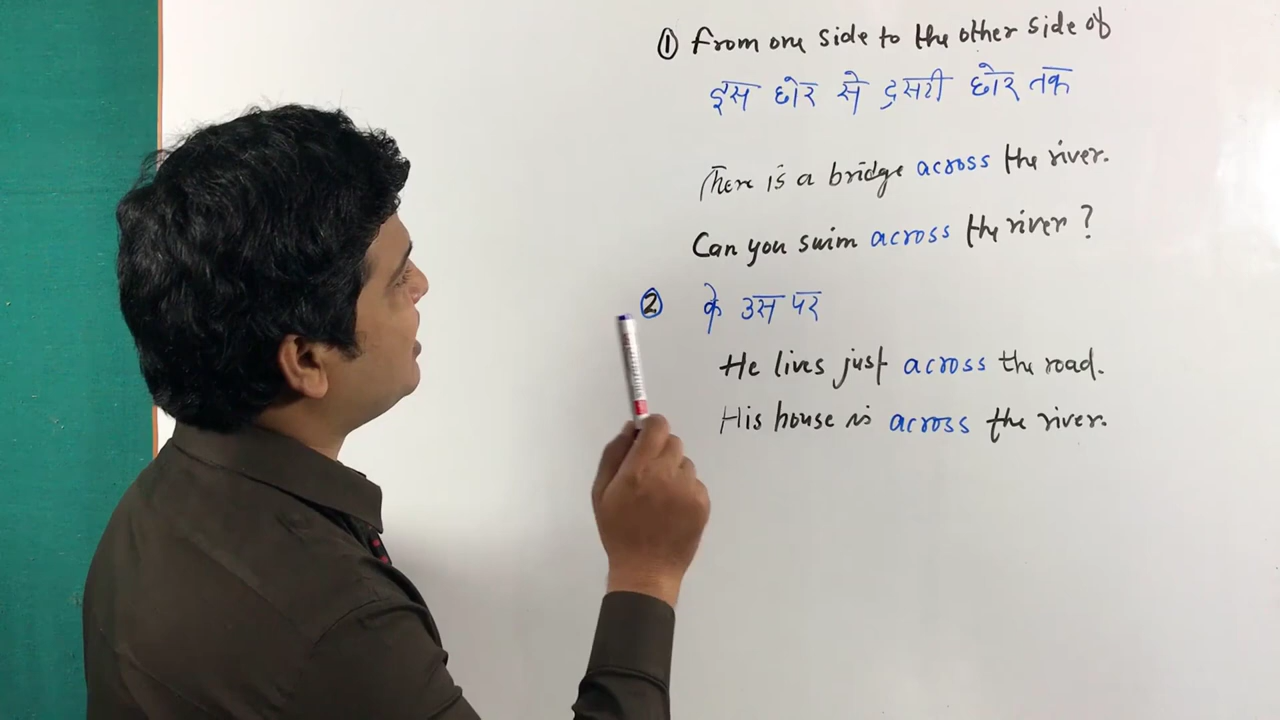 ① From one side to the other side of
इस छोर से दुसरी छोर तक
There is a bridge across the river.
Can you swim across the river?
② के उस पर
He lives just across the road.
His house is across the river.